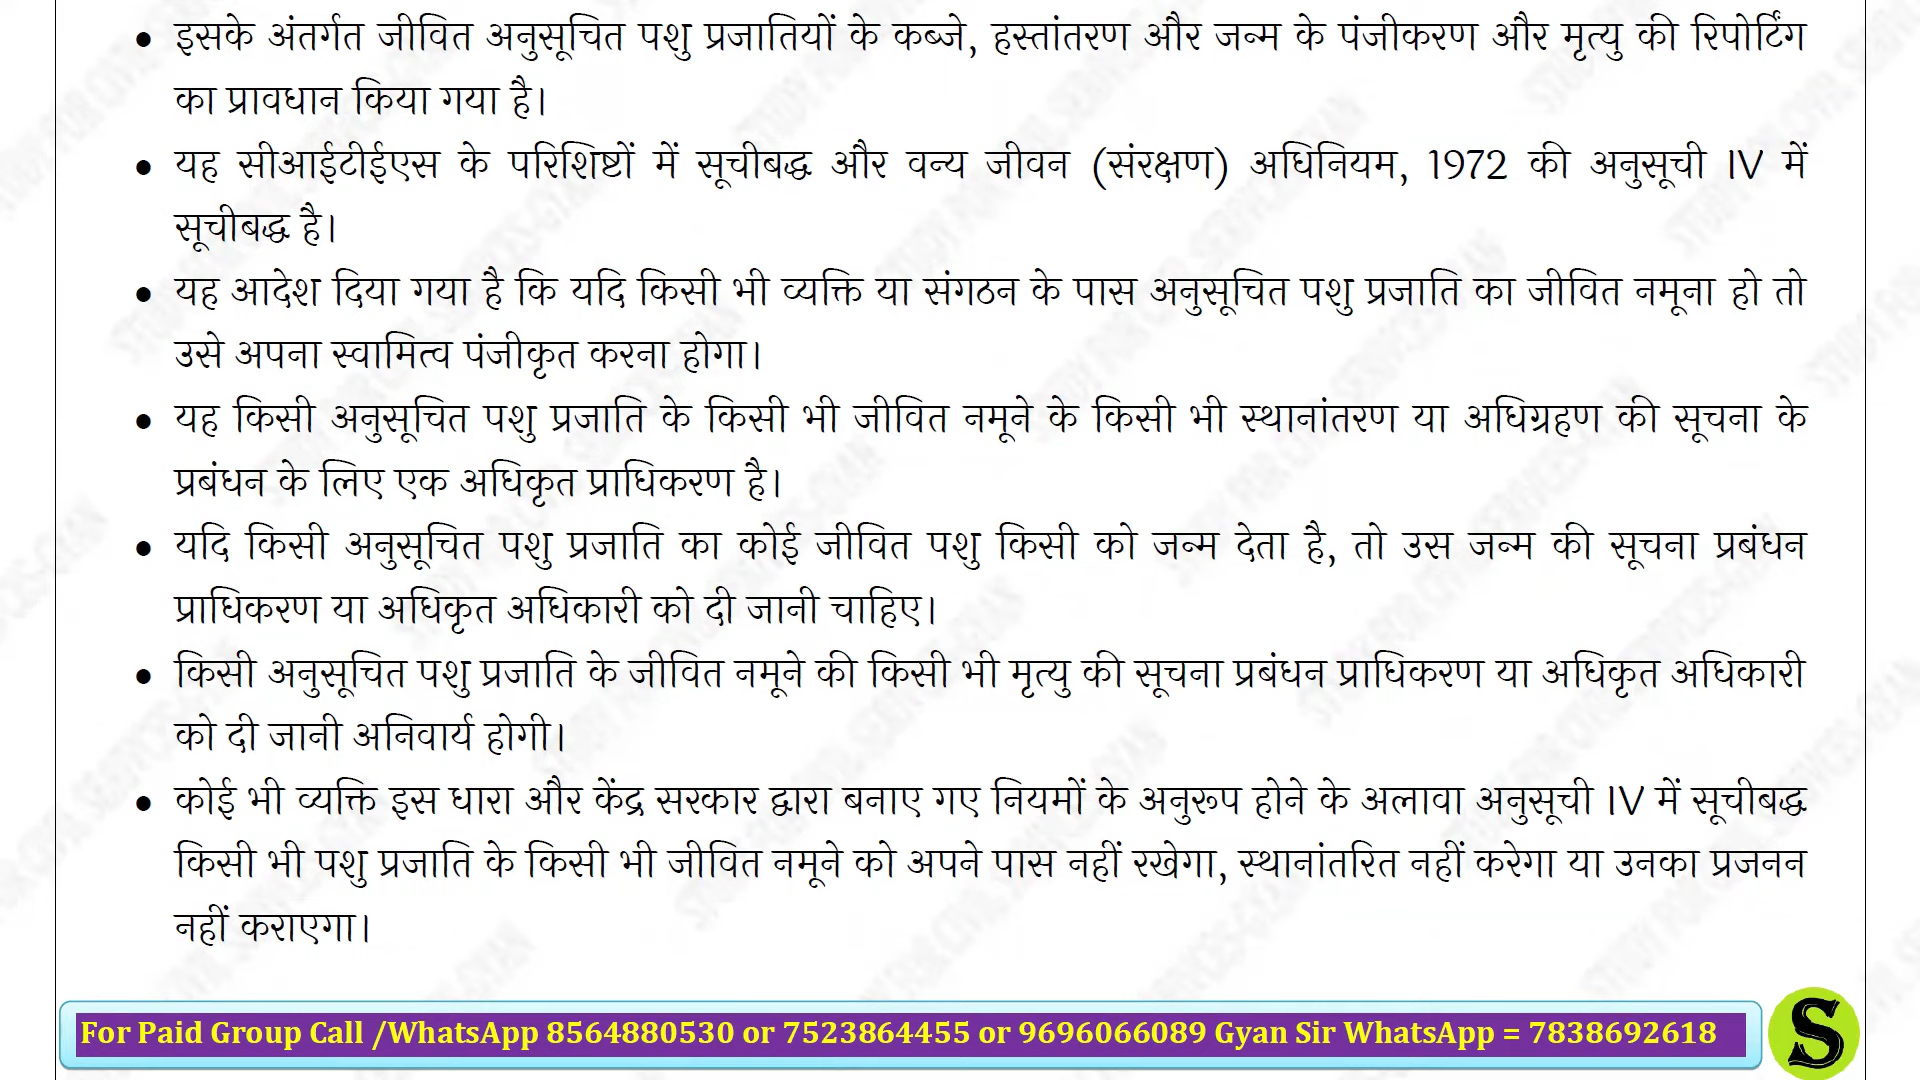 • इसके अंतर्गत जीवित अनुसूचित पशु प्रजातियों के कब्जे, हस्तांतरण और जन्म के पंजीकरण और मृत्यु की रिपोर्टिंग
का प्रावधान किया गया है।
• यह सीआईटीईएस के परिशिष्टों में सूचीबद्ध और वन्य जीवन (संरक्षण) अधिनियम, 1972 की अनुसूची IV में
सूचीबद्ध है।
• यह आदेश दिया गया है कि यदि किसी भी व्यक्ति या संगठन के पास अनुसूचित पशु प्रजाति का जीवित नमूना हो तो
उसे अपना स्वामित्व पंजीकृत करना होगा।
• यह किसी अनुसूचित पशु प्रजाति के किसी भी जीवित नमूने के किसी भी स्थानांतरण या अधिग्रहण की सूचना के
प्रबंधन के लिए एक अधिकृत प्राधिकरण है।
• यदि किसी अनुसूचित पशु प्रजाति का कोई जीवित पशु किसी को जन्म देता है, तो उस जन्म की सूचना प्रबंधन
प्राधिकरण या अधिकृत अधिकारी को दी जानी चाहिए।
• किसी अनुसूचित पशु प्रजाति के जीवित नमूने की किसी भी मृत्यु की सूचना प्रबंधन प्राधिकरण या अधिकृत अधिकारी
को दी जानी अनिवार्य होगी।
• कोई भी व्यक्ति इस धारा और केंद्र सरकार द्वारा बनाए गए नियमों के अनुरूप होने के अलावा अनुसूची IV में सूचीबद्ध
किसी भी पशु प्रजाति के किसी भी जीवित नमूने को अपने पास नहीं रखेगा, स्थानांतरित नहीं करेगा या उनका प्रजनन
नहीं कराएगा।
For Paid Group Call /WhatsApp 8564880530 or 7523864455 or 9696066089 Gyan Sir WhatsApp = 7838692618
S